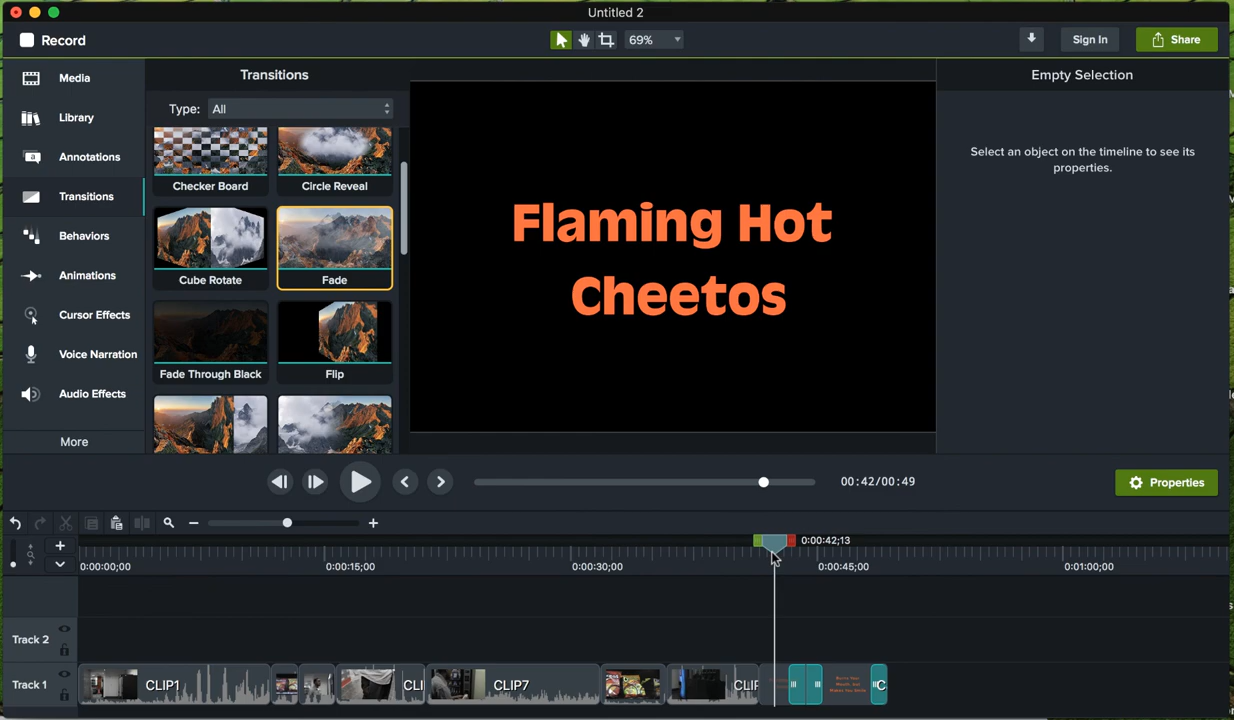 Untitled 2
Record
69%
Sign In
Share
Media
Library
Annotations
Transitions
Behaviors
Animations
Cursor Effects
Voice Narration
Audio Effects
More
Transitions
Type: All
Checker Board
Circle Reveal
Cube Rotate
Fade
Fade Through Black
Flip
Flaming Hot
Cheetos
Empty Selection
Select an object on the timeline to see its
properties.
00:42/00:49
Properties
0:00:42;13
0:00:00;00
0:00:15;00
0:00:30;00
0:00:45;00
0:01:00;00
Track 2
Track 1
CLIP1
CLI
CLIP7
CLIP
C